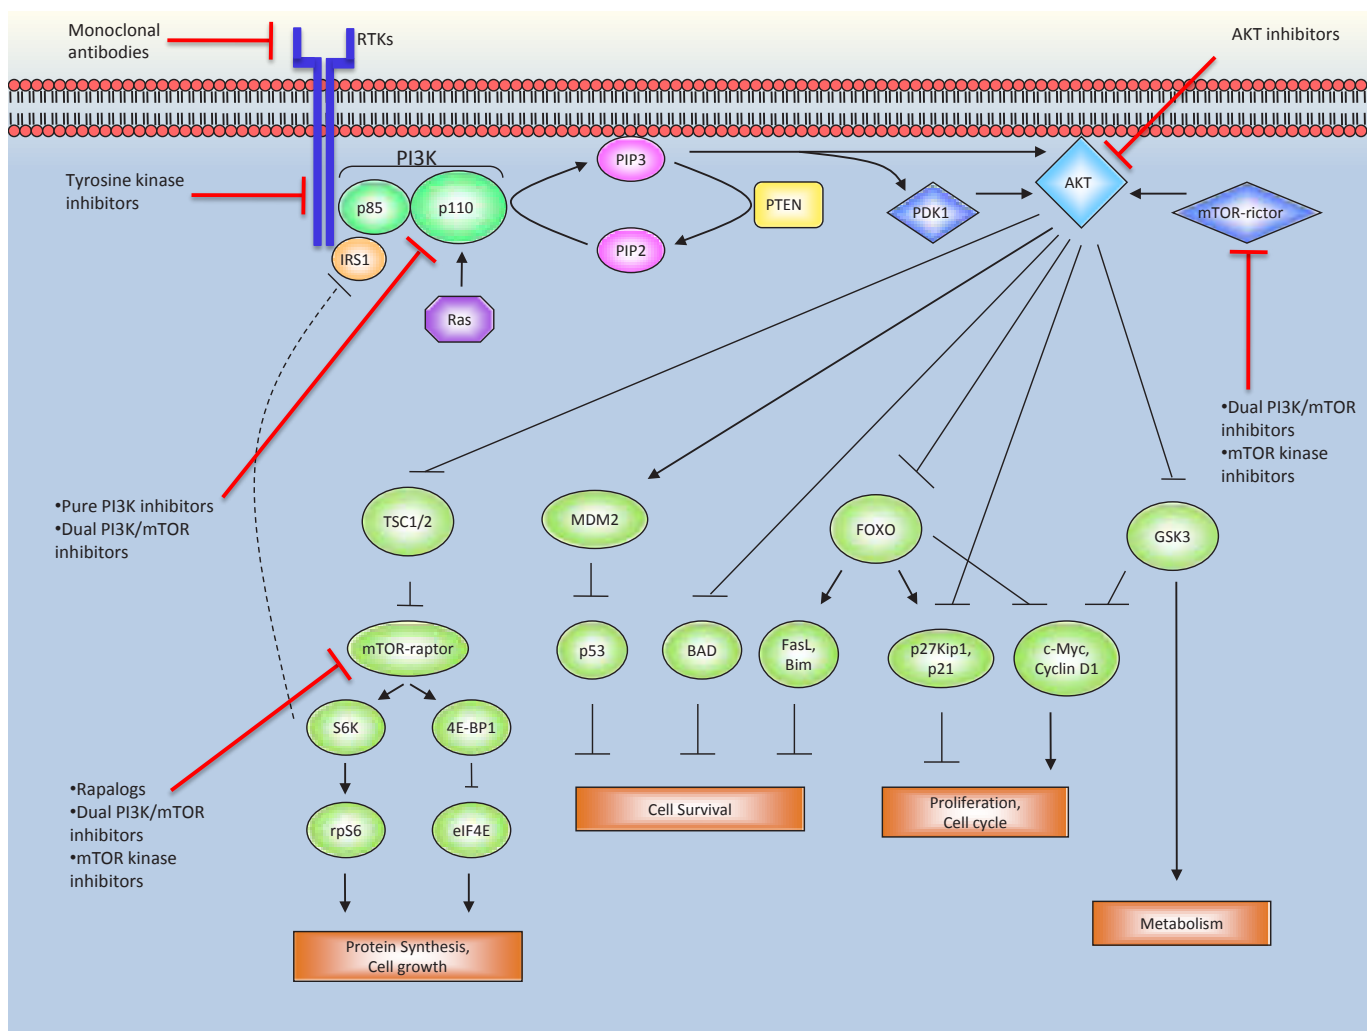 Monoclonal
antibodies
RTKs
AKT inhibitors
PI3K
Tyrosine kinase
inhibitors
p85
p110
PIP3
PTEN
PIP2
PDK1
AKT
mTOR-rictor
IRS1
Ras
•Dual PI3K/mTOR
inhibitors
•mTOR kinase
inhibitors
•Pure PI3K inhibitors
•Dual PI3K/mTOR
inhibitors
TSC1/2
MDM2
FOXO
GSK3
mTOR-raptor
p53
BAD
FasL,
Bim
p27Kip1,
p21
c-Myc,
Cyclin D1
S6K
4E-BP1
•Rapalogs
•Dual PI3K/mTOR
inhibitors
•mTOR kinase
inhibitors
rpS6
eIF4E
Cell Survival
Proliferation,
Cell cycle
Metabolism
Protein Synthesis,
Cell growth